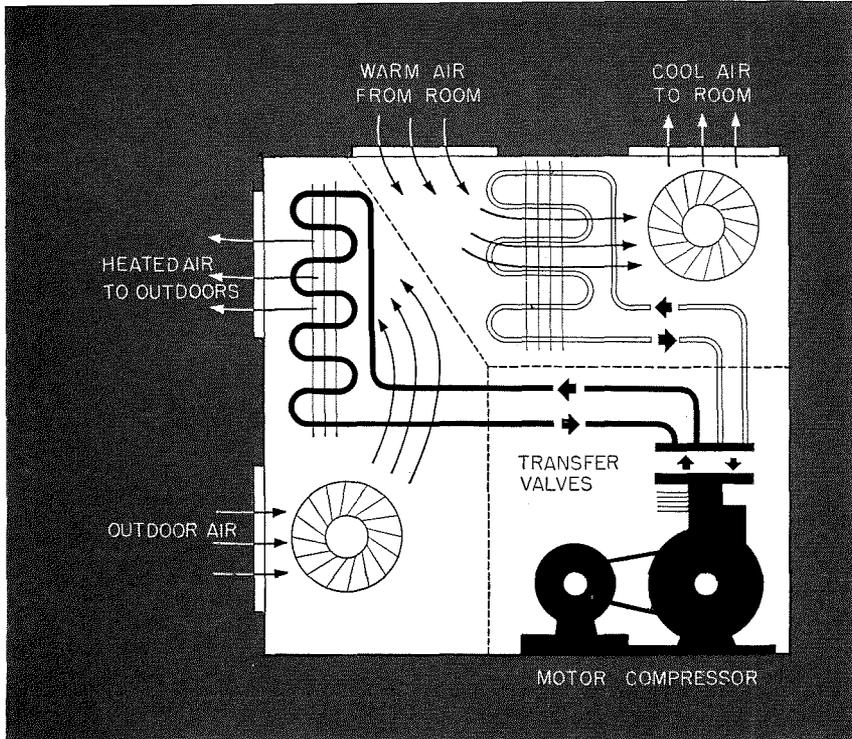 WARM AIR
FROM ROOM
COOL AIR
TO ROOM
HEATED AIR
TO OUTDOORS
TRANSFER
VALVES
OUTDOOR AIR
MOTOR COMPRESSOR